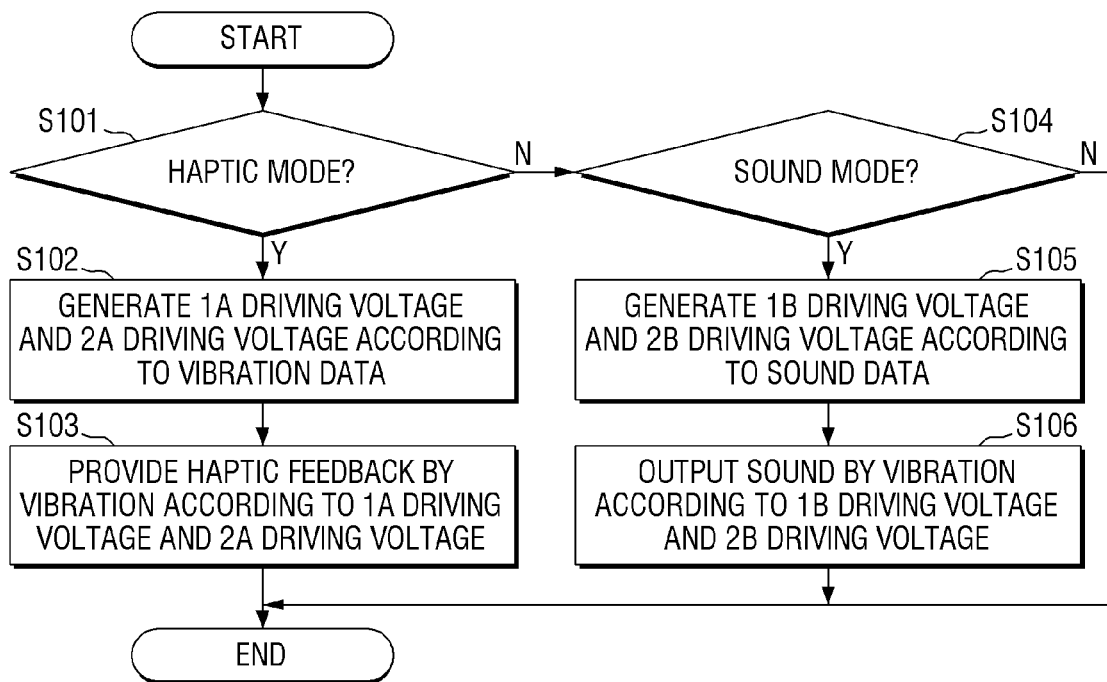 START
S101
HAPTIC MODE?
N
Y
S102
GENERATE 1A DRIVING VOLTAGE
AND 2A DRIVING VOLTAGE ACCORDING
TO VIBRATION DATA
S103
PROVIDE HAPTIC FEEDBACK BY
VIBRATION ACCORDING TO 1A DRIVING
VOLTAGE AND 2A DRIVING VOLTAGE
S104
SOUND MODE?
N
Y
S105
GENERATE 1B DRIVING VOLTAGE
AND 2B DRIVING VOLTAGE ACCORDING
TO SOUND DATA
S106
OUTPUT SOUND BY VIBRATION
ACCORDING TO 1B DRIVING VOLTAGE
AND 2B DRIVING VOLTAGE
END